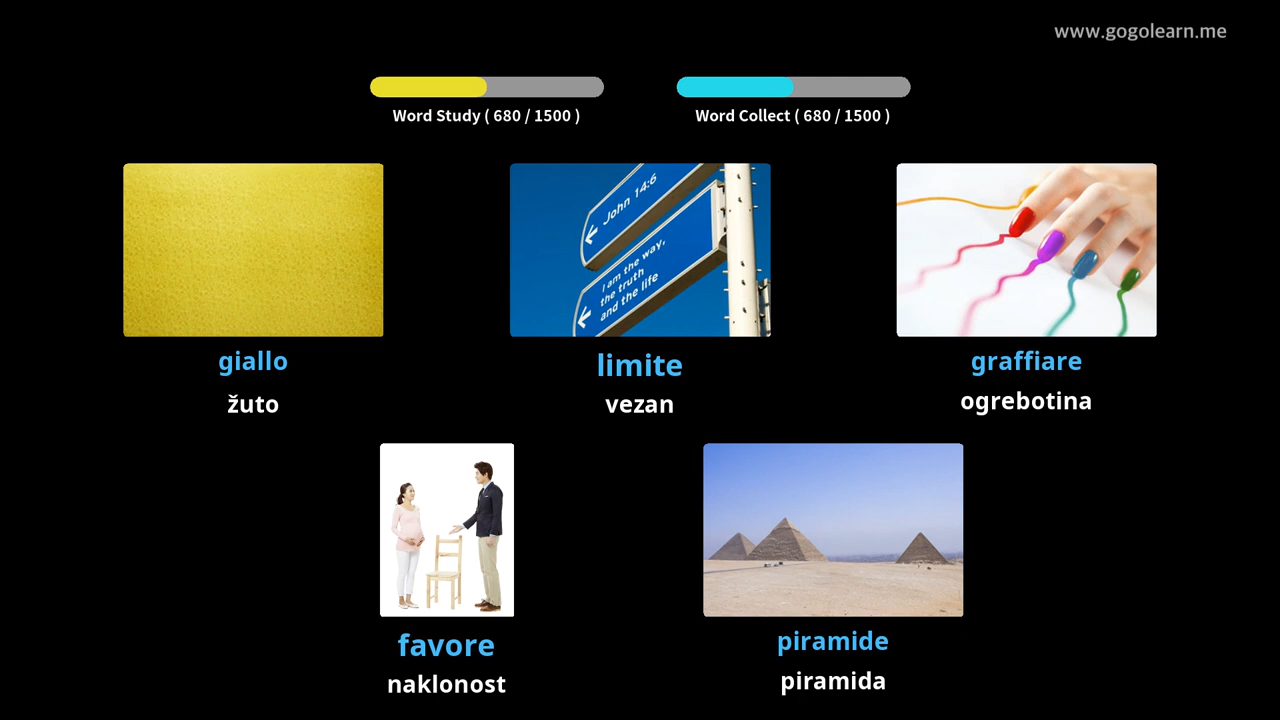 www.gogolearn.me
Word Study ( 680 / 1500 )
Word Collect ( 680 / 1500 )
John 14:6
I am the way,
the truth
and the life
giallo
limite
graffiare
žuto
vezan
ogrebotina
favore
piramide
naklonost
piramida